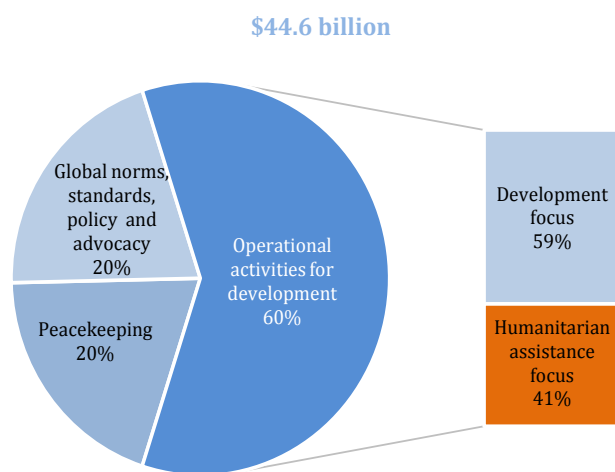 $44.6 billion
Global norms,
standards,
policy and
advocacy
20%
Operational
activities for
development
60%
Peacekeeping
20%
Development
focus
59%
Humanitarian
assistance
focus
41%